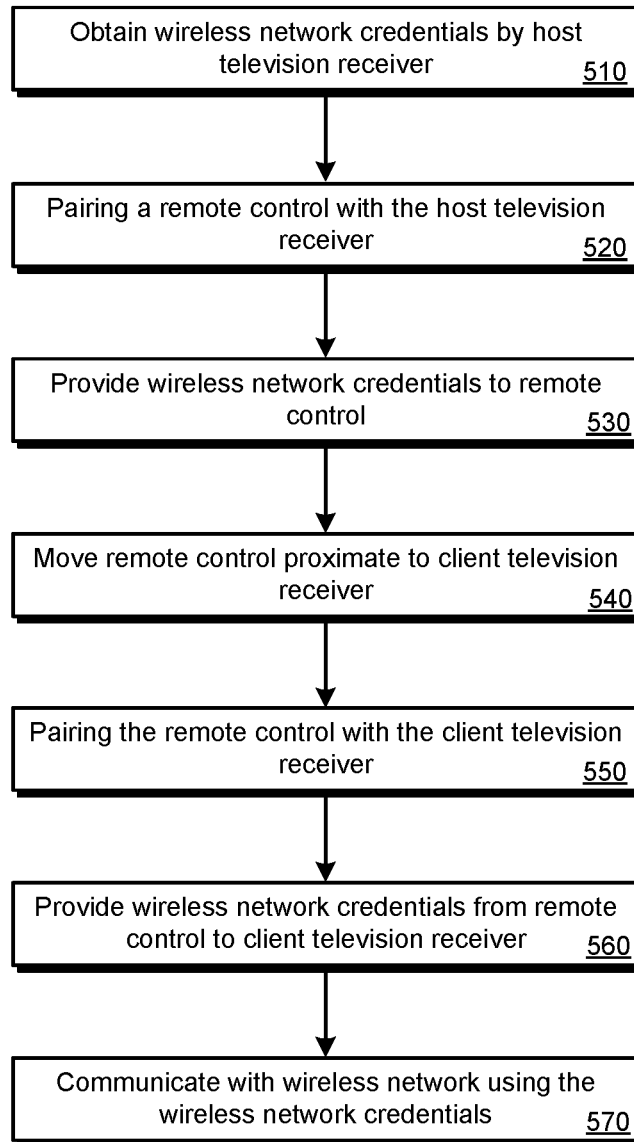 Obtain wireless network credentials by host
television receiver
510
Pairing a remote control with the host television
receiver
520
Provide wireless network credentials to remote
control
530
Move remote control proximate to client television
receiver
540
Pairing the remote control with the client television
receiver
550
Provide wireless network credentials from remote
control to client television receiver
560
Communicate with wireless network using the
wireless network credentials
570